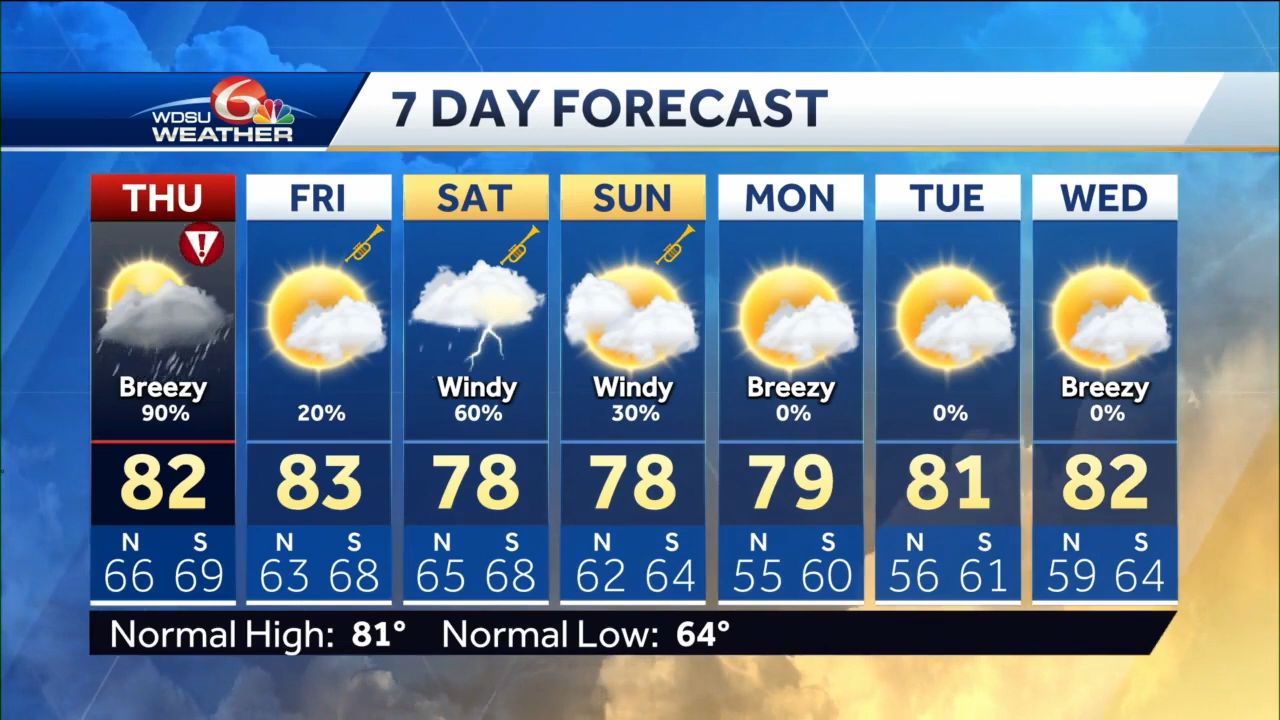 WDSU 6
WEATHER
7 DAY FORECAST
THU FRI SAT SUN MON TUE WED
!
Breezy Windy Windy Breezy Breezy
90% 20% 60% 30% 0% 0% 0%
82 83 78 78 79 81 82
N S N S N S N S N S N S N S
66 69 63 68 65 68 62 64 55 60 56 61 59 64
Normal High: 81° Normal Low: 64°